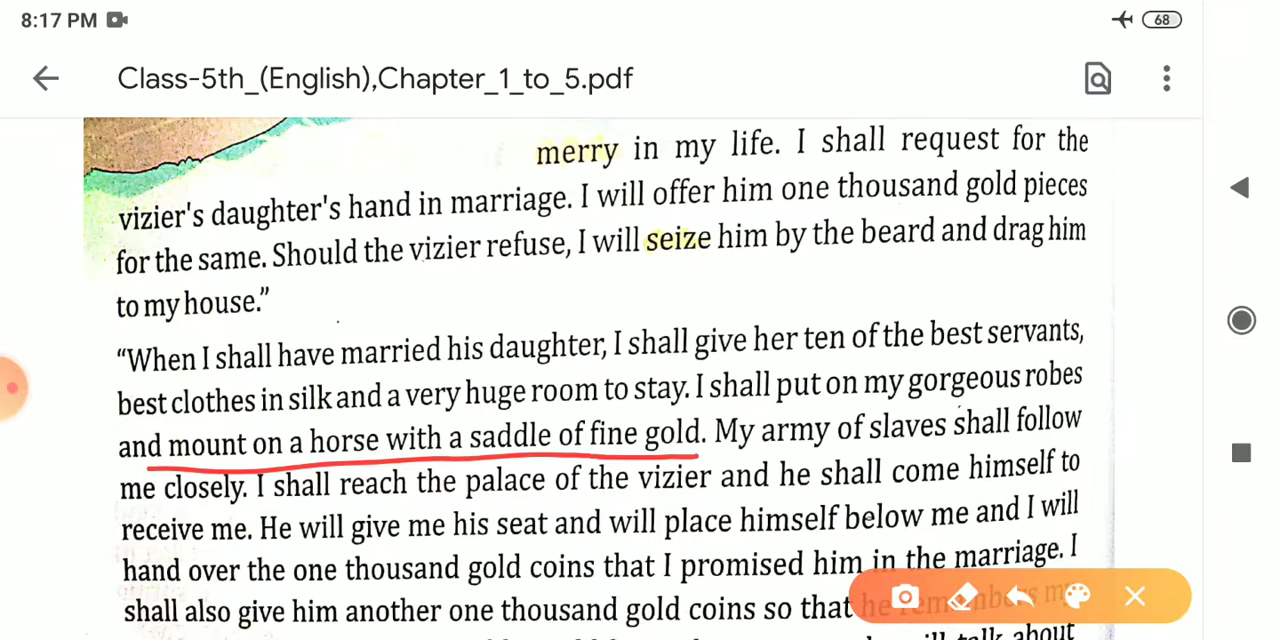 8:17 PM
68
Class-5th_(English),Chapter_1_to_5.pdf
merry in my life. I shall request for the
vizier's daughter's hand in marriage. I will offer him one thousand gold pieces
for the same. Should the vizier refuse, I will seize him by the beard and drag him
to my house."
"When I shall have married his daughter, I shall give her ten of the best servants,
best clothes in silk and a very huge room to stay. I shall put on my gorgeous robes
and mount on a horse with a saddle of fine gold. My army of slaves shall follow
me closely. I shall reach the palace of the vizier and he shall come himself to
receive me. He will give me his seat and will place himself below me and I will
hand over the one thousand gold coins that I promised him in the marriage. I
shall also give him another one thousand gold coins so that he remembers my
talk about